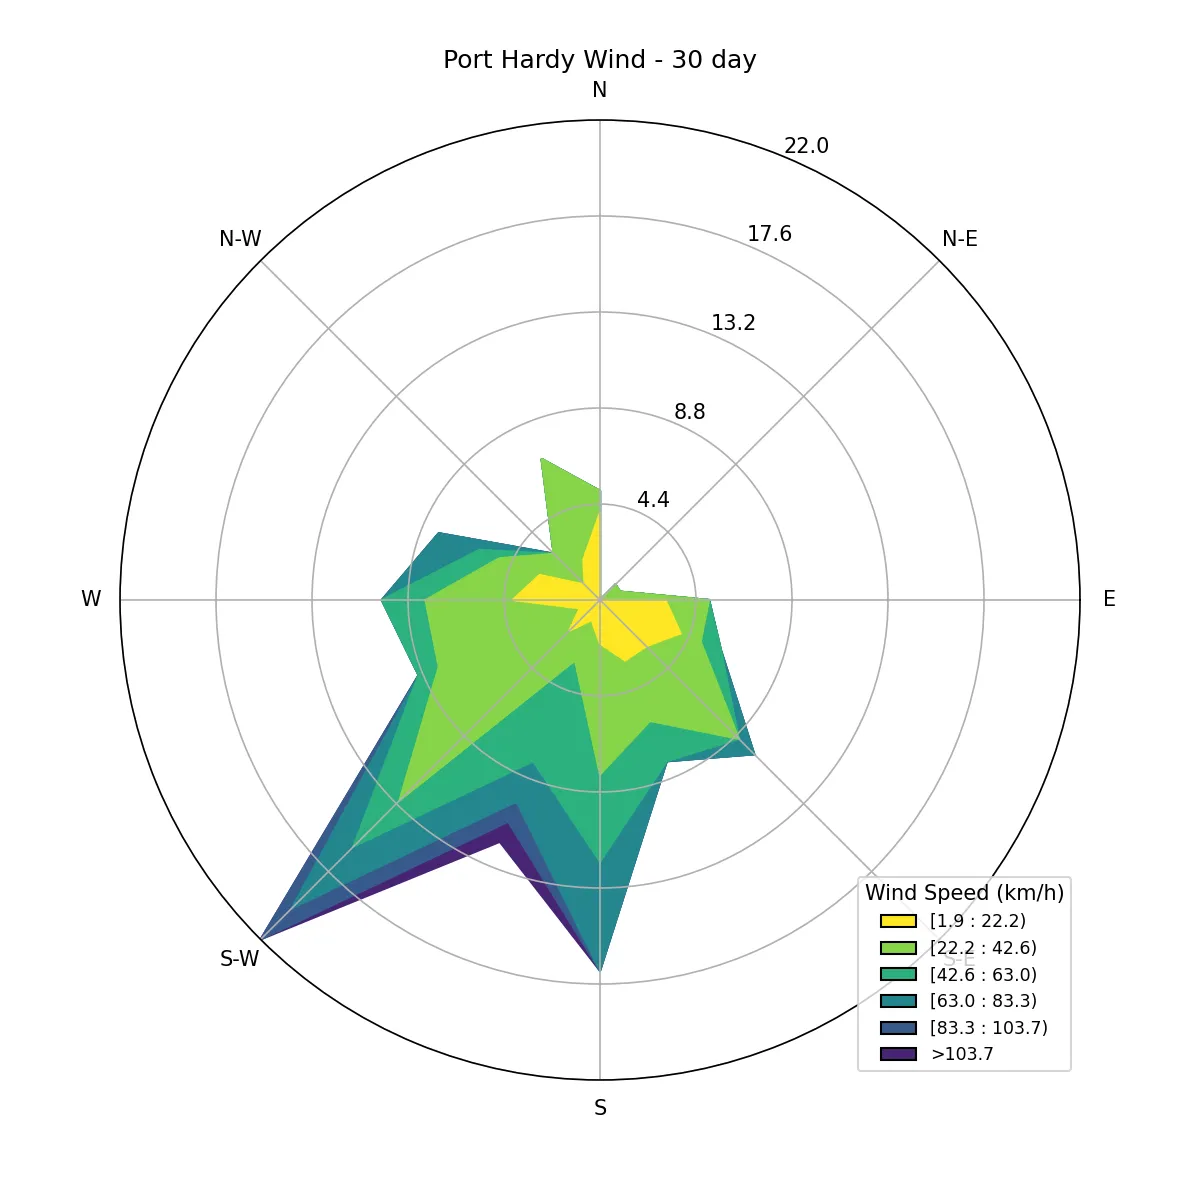 Port Hardy Wind - 30 day
N
22.0
N-W
17.6
N-E
13.2
8.8
4.4
W
E
S-W
S-E
Wind Speed (km/h)
[1.9 : 22.2)
[22.2 : 42.6)
[42.6 : 63.0)
[63.0 : 83.3)
[83.3 : 103.7)
>103.7
S